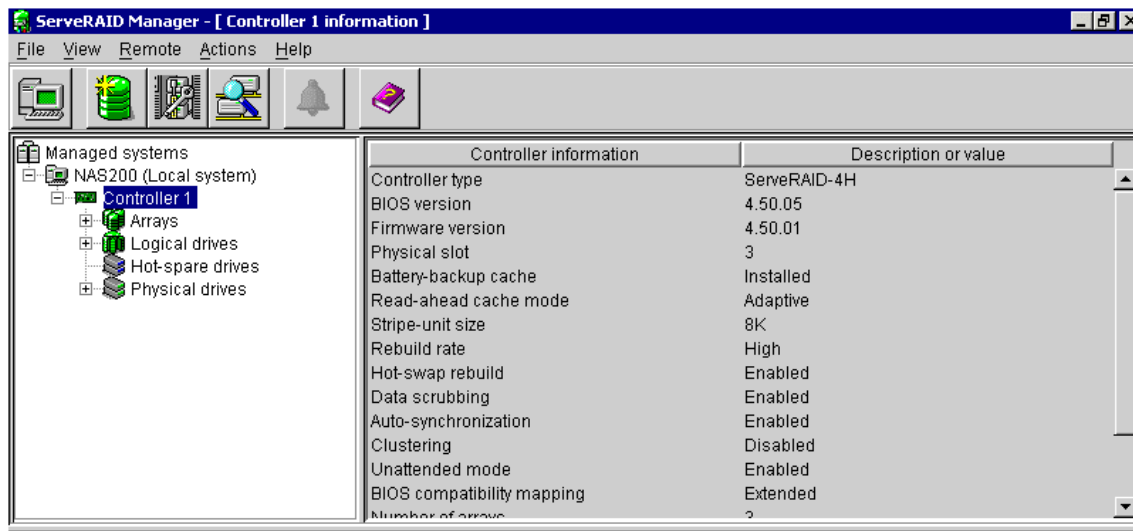 ServeRAID Manager - [ Controller 1 information ]
File View Remote Actions Help
Managed systems
NAS200 (Local system)
Controller 1
Arrays
Logical drives
Hot-spare drives
Physical drives
Controller information Description or value
Controller type ServeRAID-4H
BIOS version 4.50.05
Firmware version 4.50.01
Physical slot 3
Battery-backup cache Installed
Read-ahead cache mode Adaptive
Stripe-unit size 8K
Rebuild rate High
Hot-swap rebuild Enabled
Data scrubbing Enabled
Auto-synchronization Enabled
Clustering Disabled
Unattended mode Enabled
BIOS compatibility mapping Extended
Number of arrays